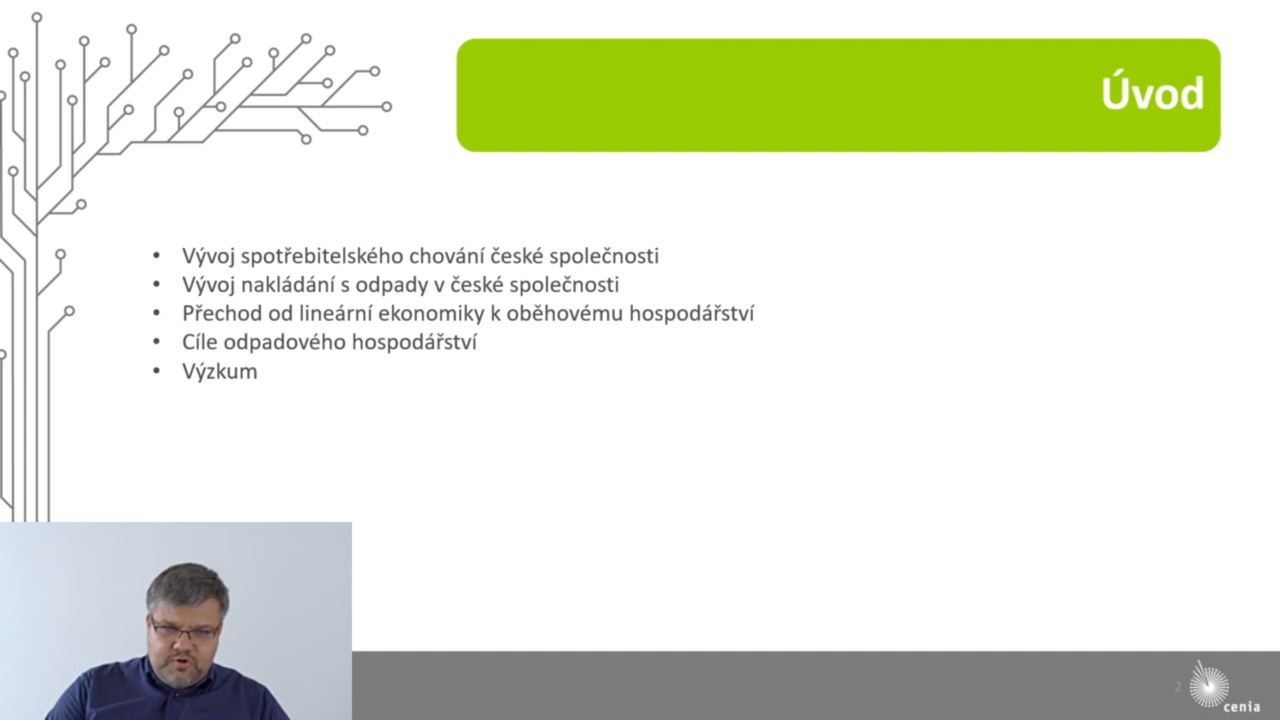 Úvod
• Vývoj spotřebitelského chování české společnosti
• Vývoj nakládání s odpady v české společnosti
• Přechod od lineární ekonomiky k oběhovému hospodářství
• Cíle odpadového hospodářství
• Výzkum
2
cenia